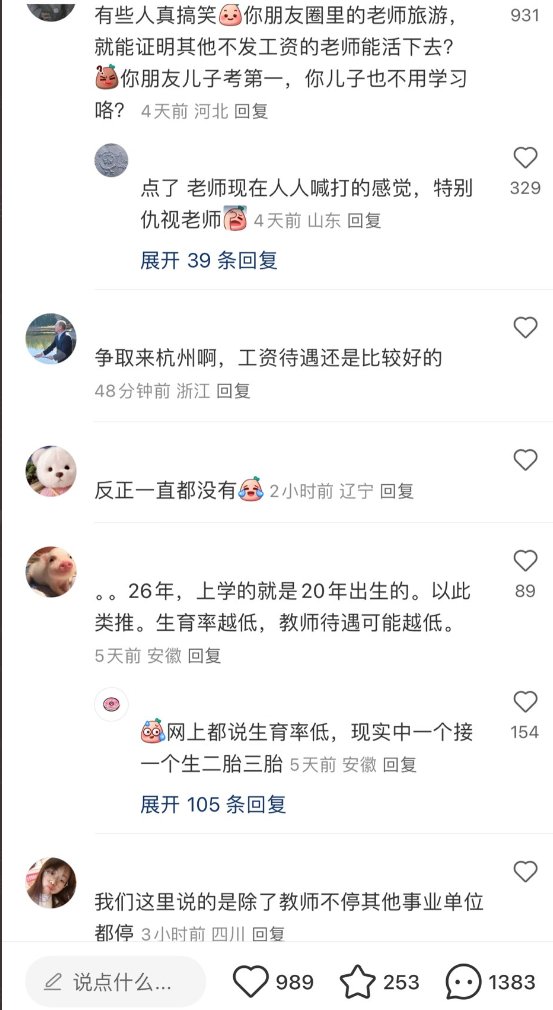 有些人真搞笑你朋友圈里的老师旅游，
931
就能证明其他不发工资的老师能活下去？
你朋友儿子考第一，你儿子也不用学习
咯？ 4天前 河北 回复
点了 老师现在人人喊打的感觉，特别
329
仇视老师 4天前 山东 回复
展开 39 条回复
争取来杭州啊，工资待遇还是比较好的
48分钟前 浙江 回复
反正一直都没有 2小时前 辽宁 回复
。。26年，上学的就是20年出生的。以此
89
类推。生育率越低，教师待遇可能越低。
5天前 安徽 回复
网上都说生育率低，现实中一个接
154
一个生二胎三胎 5天前 安徽 回复
展开 105 条回复
我们这里说的是除了教师不停其他事业单位
都停 3小时前 四川 回复
说点什么... 989 253 1383